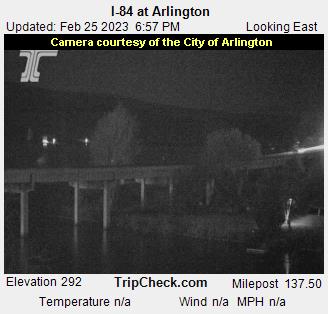 I-84 at Arlington
Updated: Feb 25 2023 6:57 PM Looking East
Camera courtesy of the City of Arlington
Elevation 292 TripCheck.com Milepost 137.50
Temperature n/a Wind n/a MPH n/a